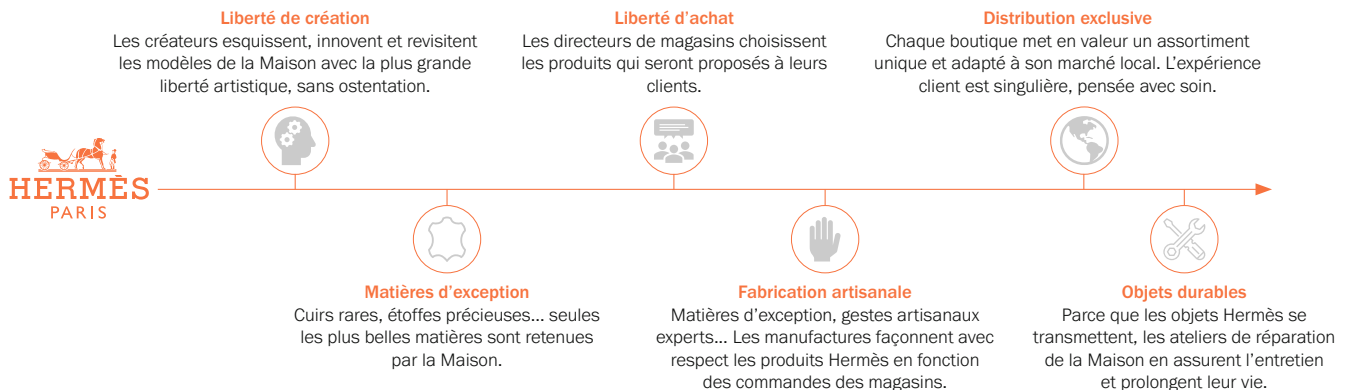 Liberté de création
Les créateurs esquissent, innovent et revisitent
les modèles de la Maison avec la plus grande
liberté artistique, sans ostentation.
Liberté d'achat
Les directeurs de magasins choisissent
les produits qui seront proposés à leurs
clients.
Distribution exclusive
Chaque boutique met en valeur un assortiment
unique et adapté à son marché local. L'expérience
client est singulière, pensée avec soin.
HERMÈS
PARIS
Matières d'exception
Cuirs rares, étoffes précieuses... seules
les plus belles matières sont retenues
par la Maison.
Fabrication artisanale
Matières d'exception, gestes artisanaux
experts... Les manufactures façonnent avec
respect les produits Hermès en fonction
des commandes des magasins.
Objets durables
Parce que les objets Hermès se
transmettent, les ateliers de réparation
de la Maison en assurent l'entretien
et prolongent leur vie.